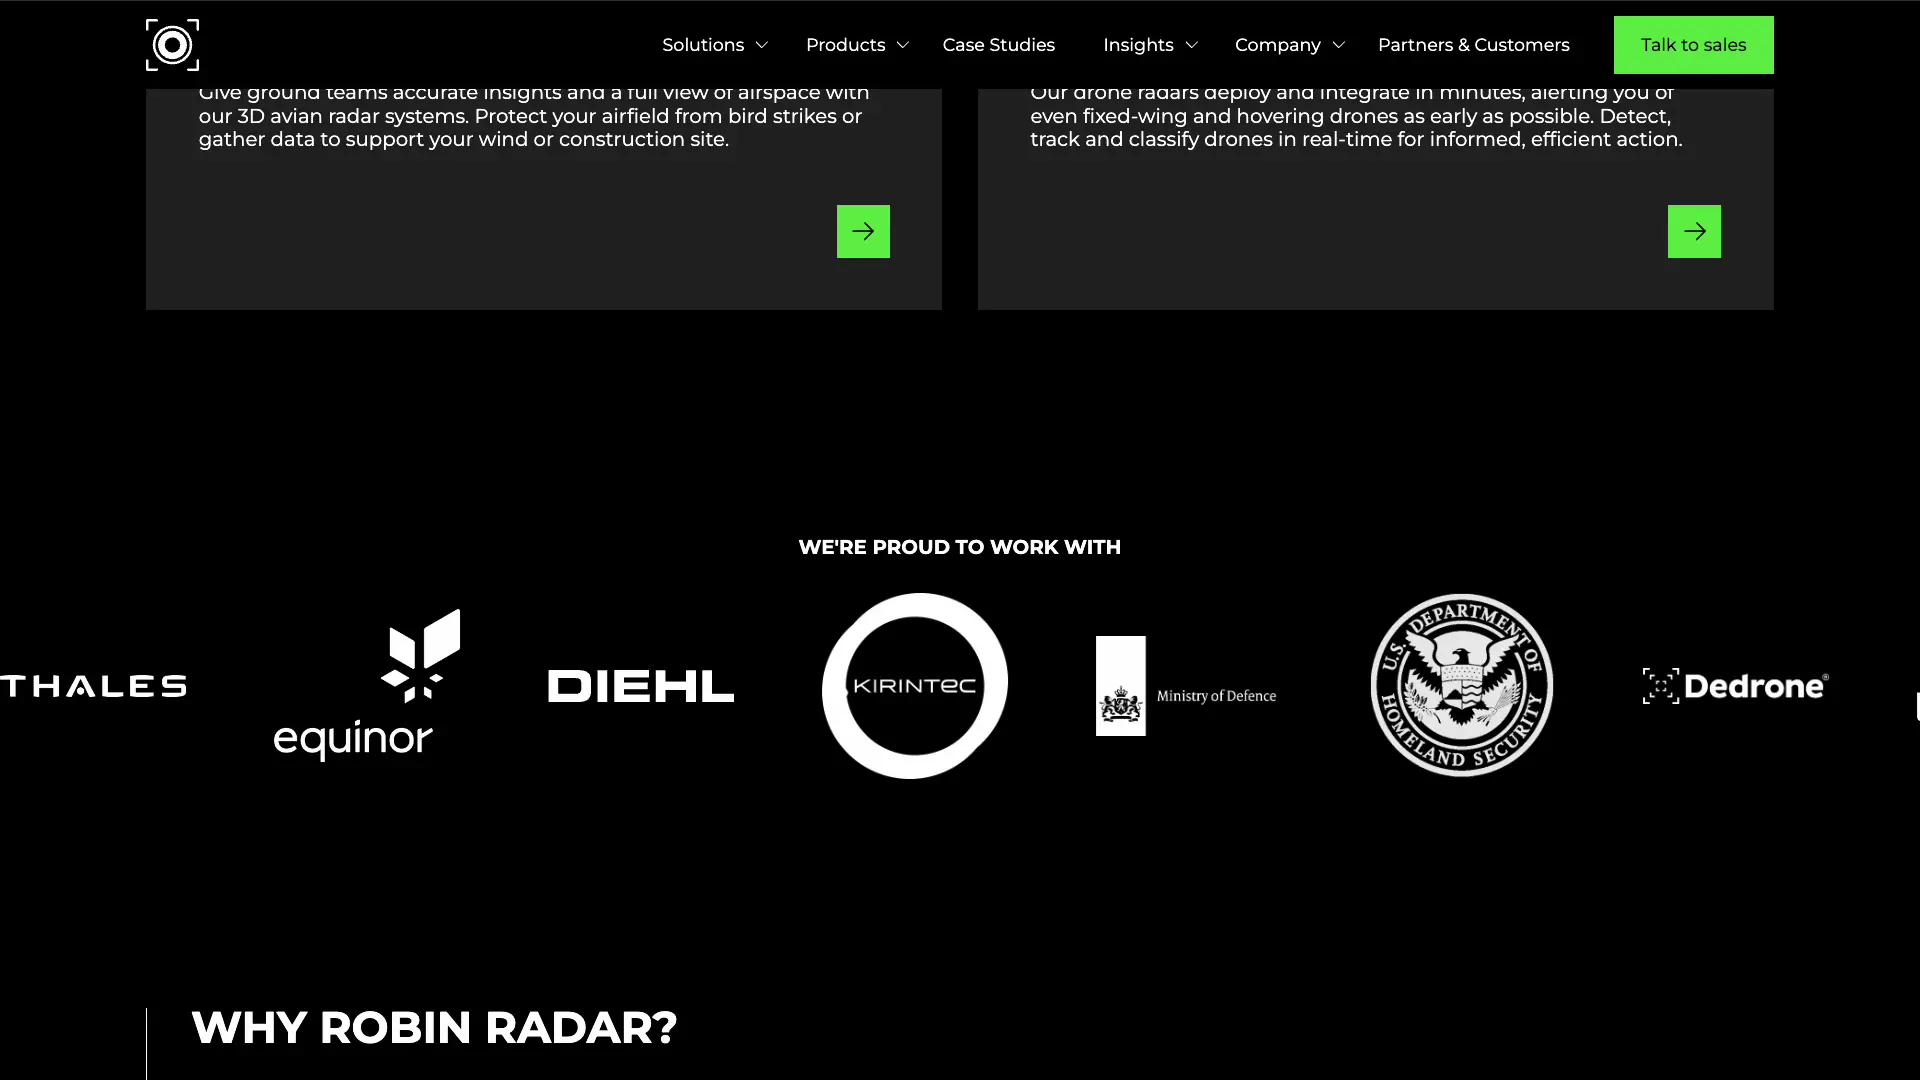 Solutions
Products
Case Studies
Insights
Company
Partners & Customers
Talk to sales
Give ground teams accurate insights and a full view of airspace with
our 3D avian radar systems. Protect your airfield from bird strikes or
gather data to support your wind or construction site.
Our drone radars deploy and integrate in minutes, alerting you of
even fixed-wing and hovering drones as early as possible. Detect,
track and classify drones in real-time for informed, efficient action.
WE'RE PROUD TO WORK WITH
THALES
equinor
DIEHL
KIRINTEC
Ministry of Defence
U.S. DEPARTMENT OF
HOMELAND SECURITY
Dedrone®
WHY ROBIN RADAR?